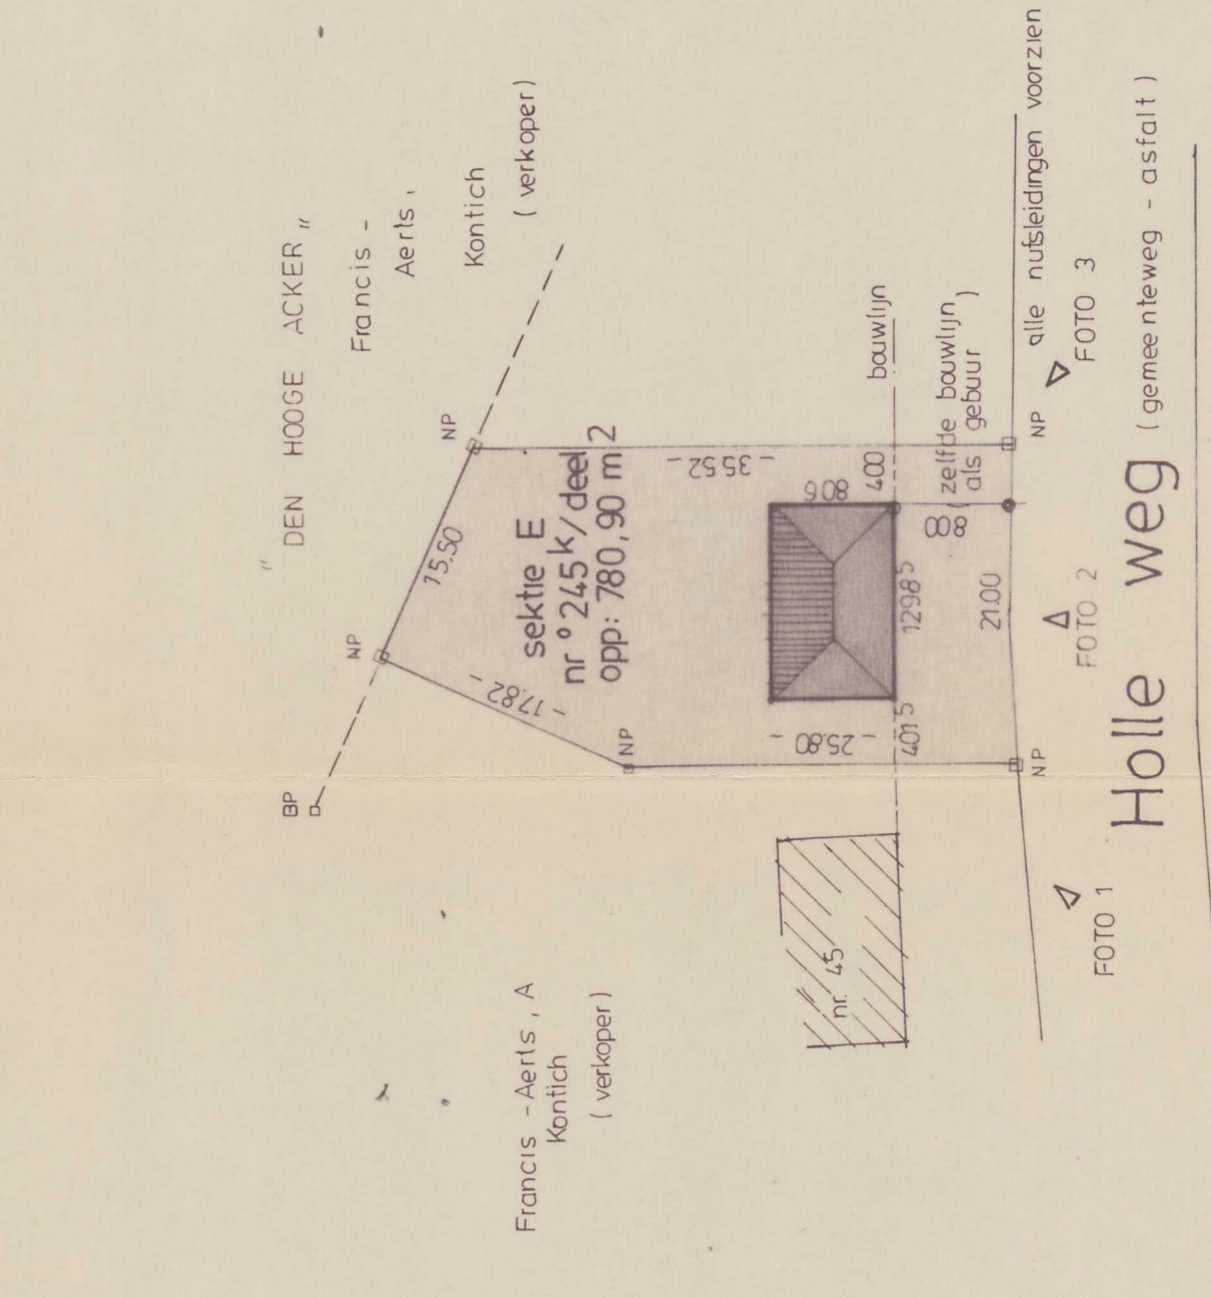 " DEN HOOGE ACKER "
Francis -
Aerts,
Kontich
( verkoper )
BP
NP
NP
15.50
- 17.82 -
NP
sektie E
nr° 245k/deel
opp: 780,90 m2
- 35.52 -
- 25.80 -
806
400
bouwlijn
4015
12985
800
( zelfde bouwlijn
als gebuur )
21.00
NP
NP
Francis - Aerts, A
Kontich
( verkoper )
nr. 45
alle nutsleidingen voorzien
FOTO 1
FOTO 2
FOTO 3
Holle weg ( gemeenteweg - asfalt )